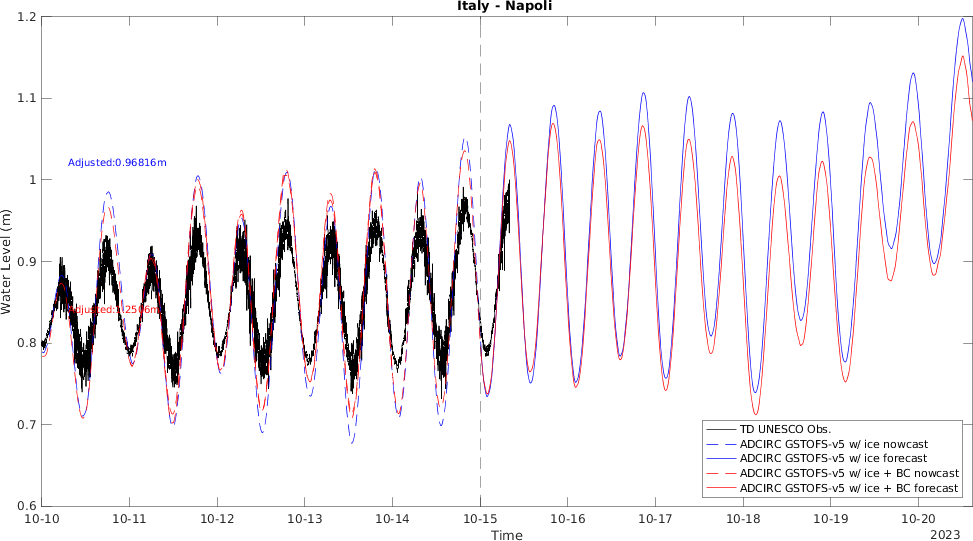 Italy - Napoli
1.2
1.1
1
0.9
0.8
0.7
0.6
Water Level (m)
Adjusted:0.96816m
10-10
10-11
10-12
10-13
10-14
10-15
10-16
10-17
10-18
10-19
10-20
2023
Time
TD UNESCO Obs.
ADCIRC GSTOFS-v5 w/ ice nowcast
ADCIRC GSTOFS-v5 w/ ice forecast
ADCIRC GSTOFS-v5 w/ ice + BC nowcast
ADCIRC GSTOFS-v5 w/ ice + BC forecast